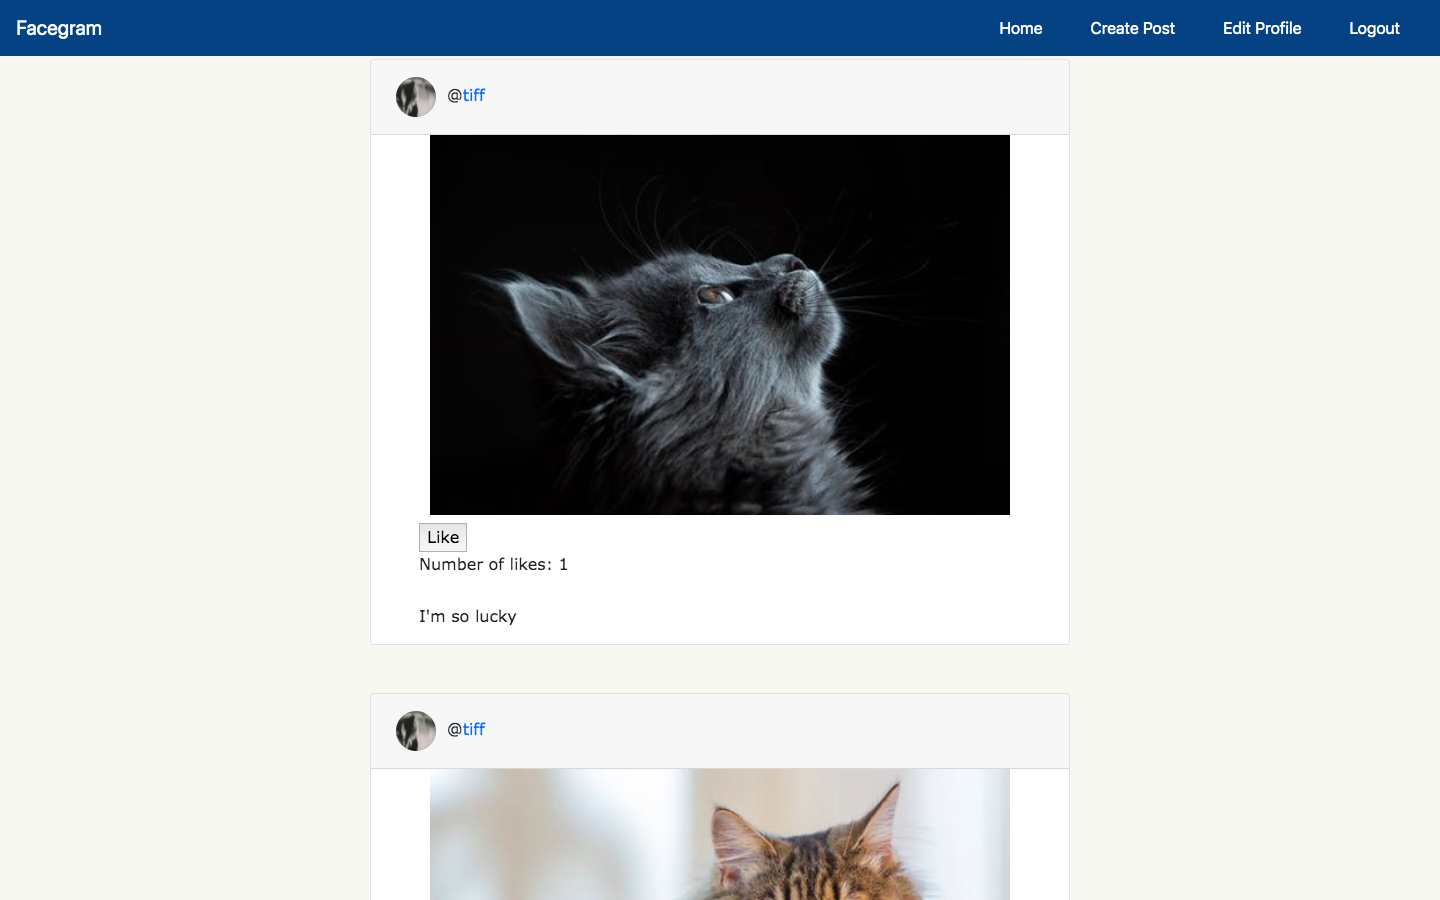 Facegram
Home Create Post Edit Profile Logout
@tiff
Like
Number of likes: 1
I'm so lucky
@tiff